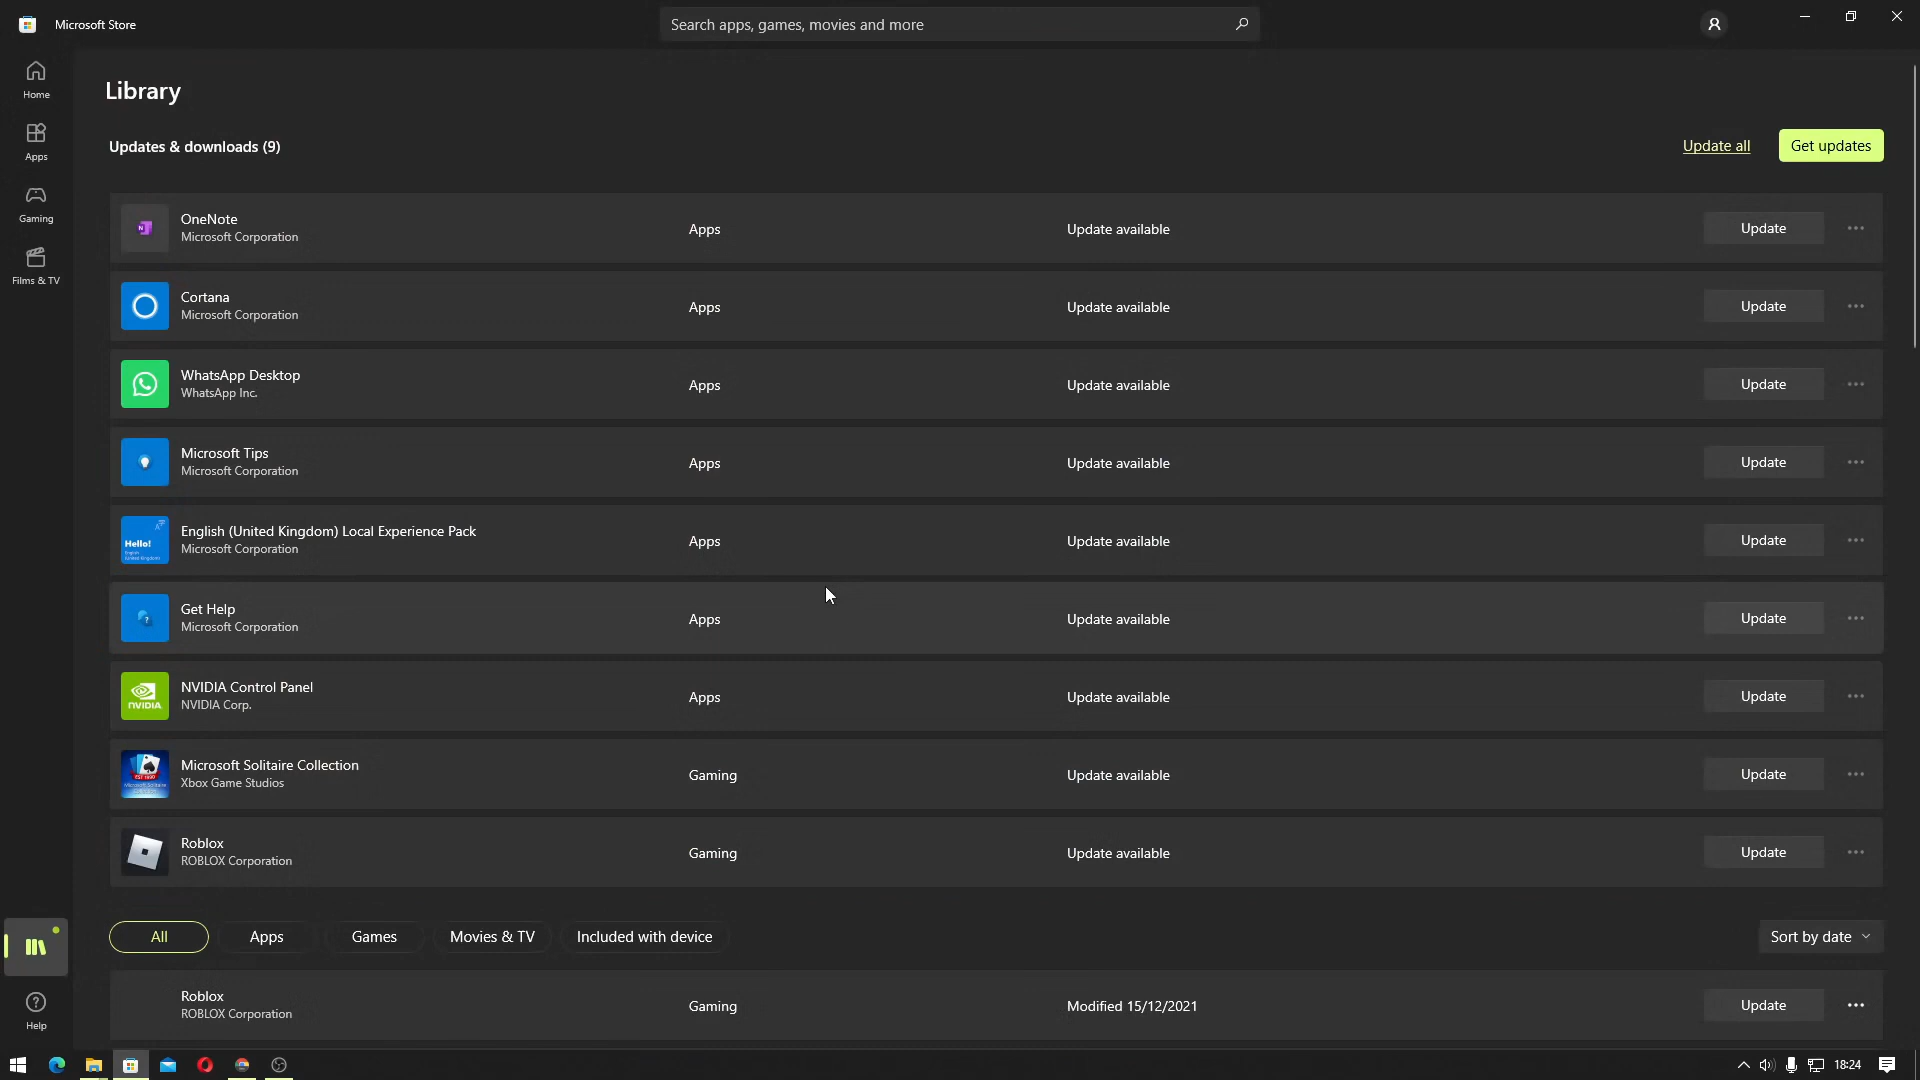 Microsoft Store
Search apps, games, movies and more
Home
Apps
Gaming
Films & TV
Library
Updates & downloads (9)
Update all
Get updates
OneNote
Microsoft Corporation
Apps
Update available
Update
Cortana
Microsoft Corporation
Apps
Update available
Update
WhatsApp Desktop
WhatsApp Inc.
Apps
Update available
Update
Microsoft Tips
Microsoft Corporation
Apps
Update available
Update
Hello!
English (United Kingdom) Local Experience Pack
Microsoft Corporation
Apps
Update available
Update
Get Help
Microsoft Corporation
Apps
Update available
Update
NVIDIA
NVIDIA Control Panel
NVIDIA Corp.
Apps
Update available
Update
Microsoft Solitaire Collection
Xbox Game Studios
Gaming
Update available
Update
Roblox
ROBLOX Corporation
Gaming
Update available
Update
All
Apps
Games
Movies & TV
Included with device
Sort by date
Roblox
ROBLOX Corporation
Gaming
Modified 15/12/2021
Update
Help
18:24